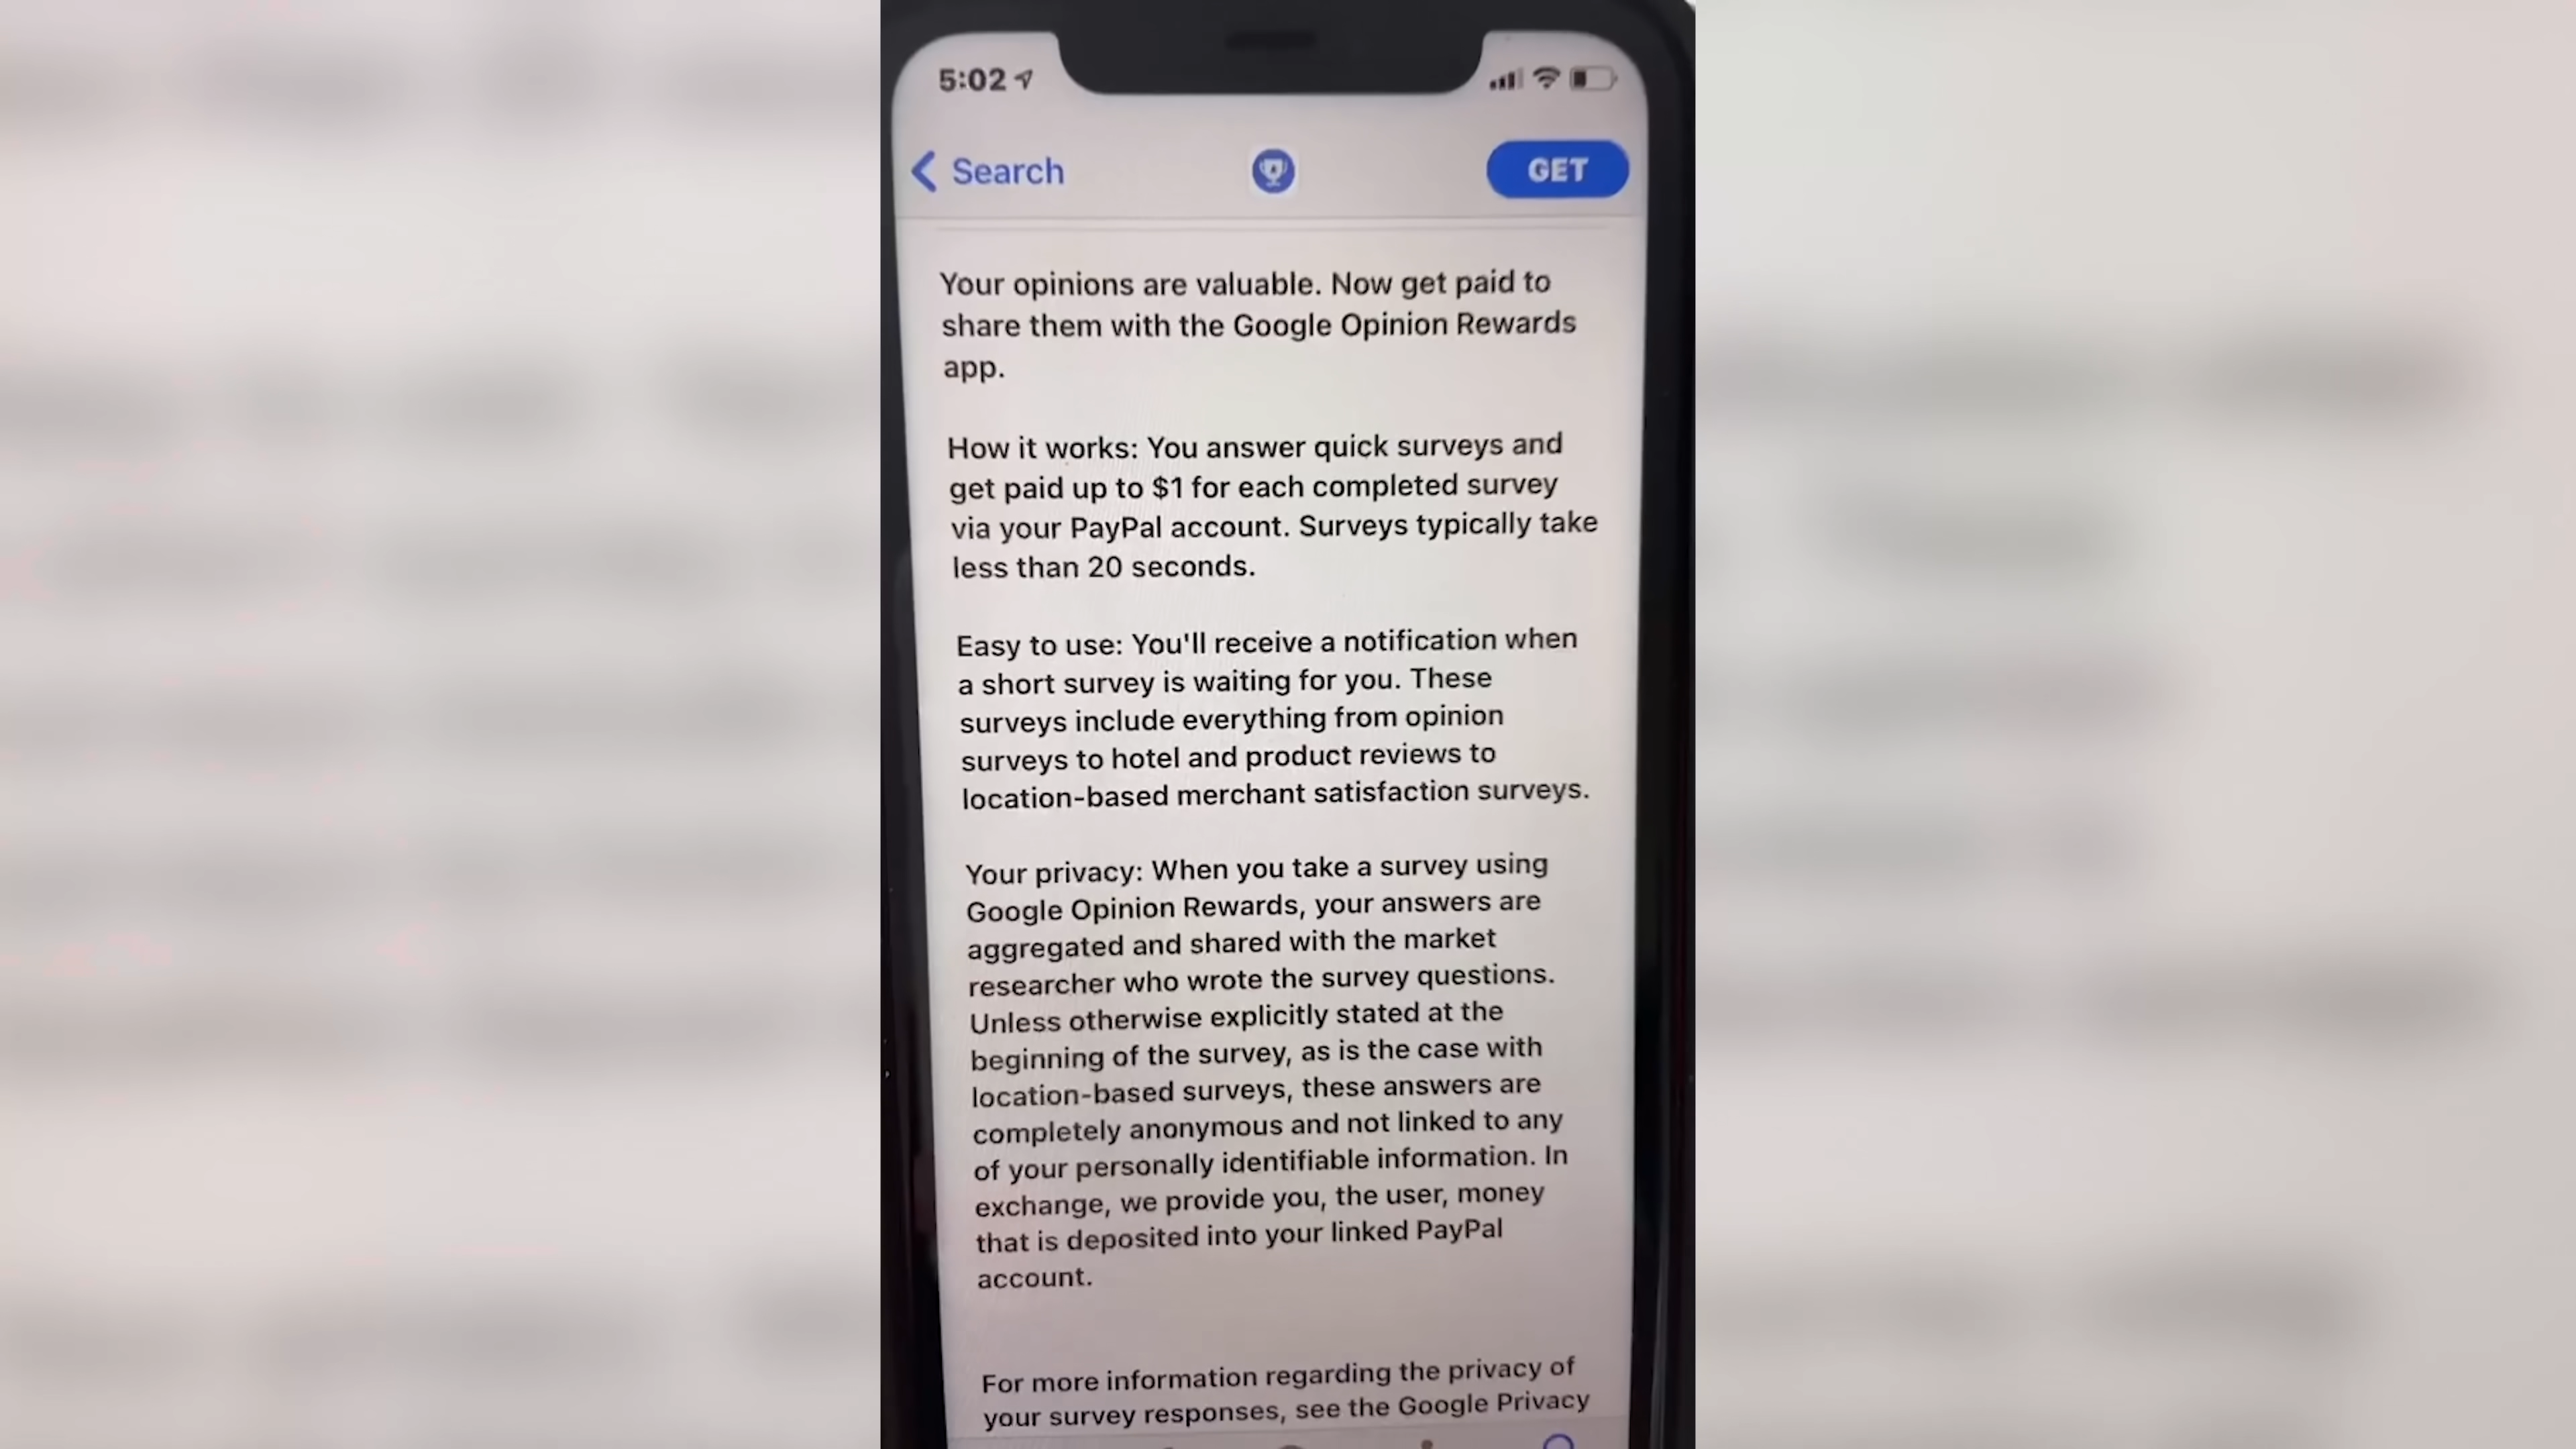 5:02
Search
GET
Your opinions are valuable. Now get paid to
share them with the Google Opinion Rewards
app.
How it works: You answer quick surveys and
get paid up to $1 for each completed survey
via your PayPal account. Surveys typically take
less than 20 seconds.
Easy to use: You'll receive a notification when
a short survey is waiting for you. These
surveys include everything from opinion
surveys to hotel and product reviews to
location-based merchant satisfaction surveys.
Your privacy: When you take a survey using
Google Opinion Rewards, your answers are
aggregated and shared with the market
researcher who wrote the survey questions.
Unless otherwise explicitly stated at the
beginning of the survey, as is the case with
location-based surveys, these answers are
completely anonymous and not linked to any
of your personally identifiable information. In
exchange, we provide you, the user, money
that is deposited into your linked PayPal
account.
For more information regarding the privacy of
your survey responses, see the Google Privacy